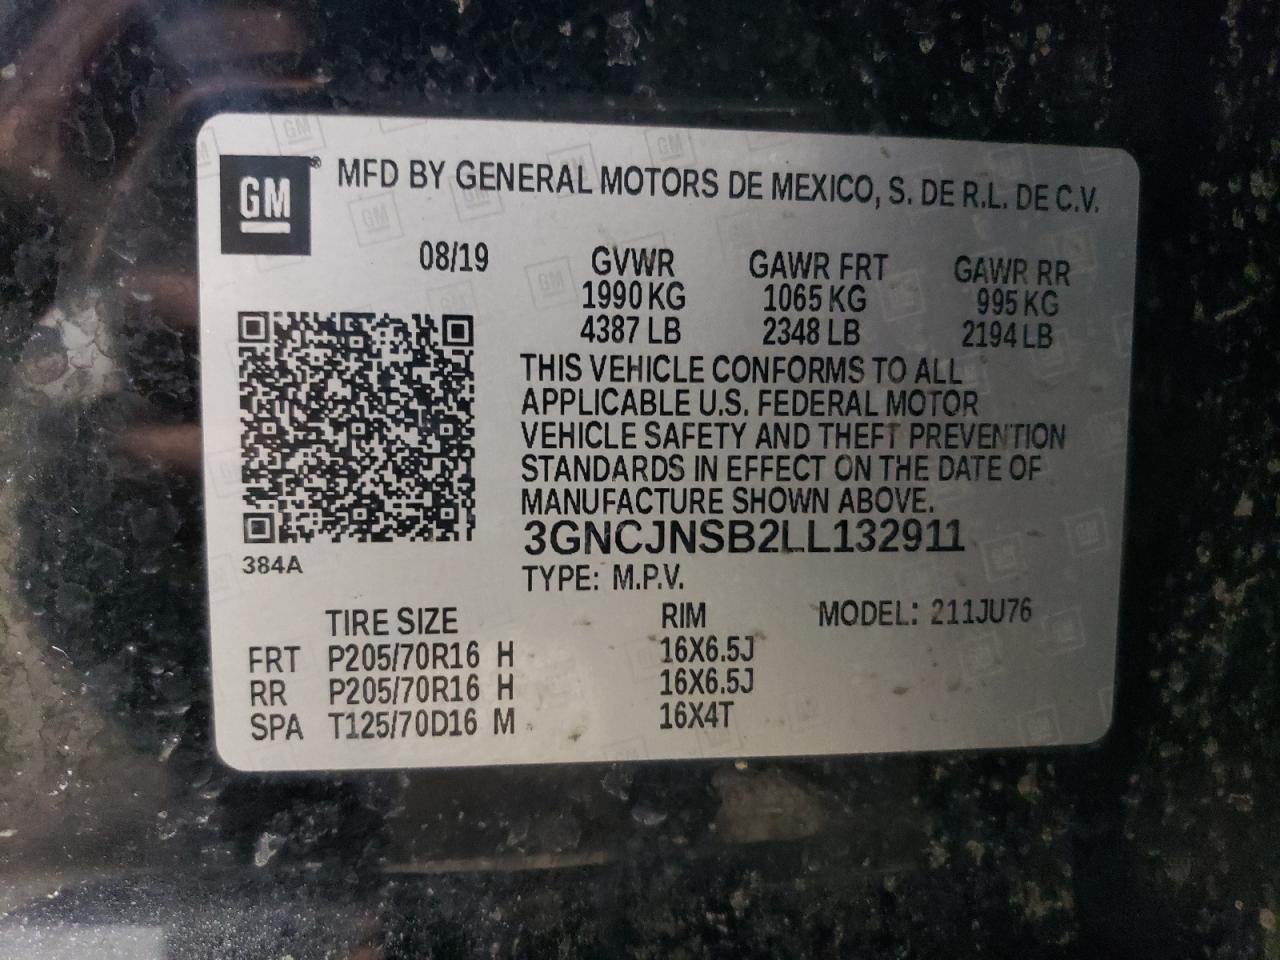 GM® MFD BY GENERAL MOTORS DE MEXICO, S. DE R.L. DE C.V.
08/19 GVWR GAWR FRT GAWR RR
1990 KG 1065 KG 995 KG
4387 LB 2348 LB 2194 LB
THIS VEHICLE CONFORMS TO ALL
APPLICABLE U.S. FEDERAL MOTOR
VEHICLE SAFETY AND THEFT PREVENTION
STANDARDS IN EFFECT ON THE DATE OF
MANUFACTURE SHOWN ABOVE.
3GNCJNSB2LL132911
384A
TYPE: M.P.V.
TIRE SIZE RIM MODEL: 211JU76
FRT P205/70R16 H 16X6.5J
RR P205/70R16 H 16X6.5J
SPA T125/70D16 M 16X4T